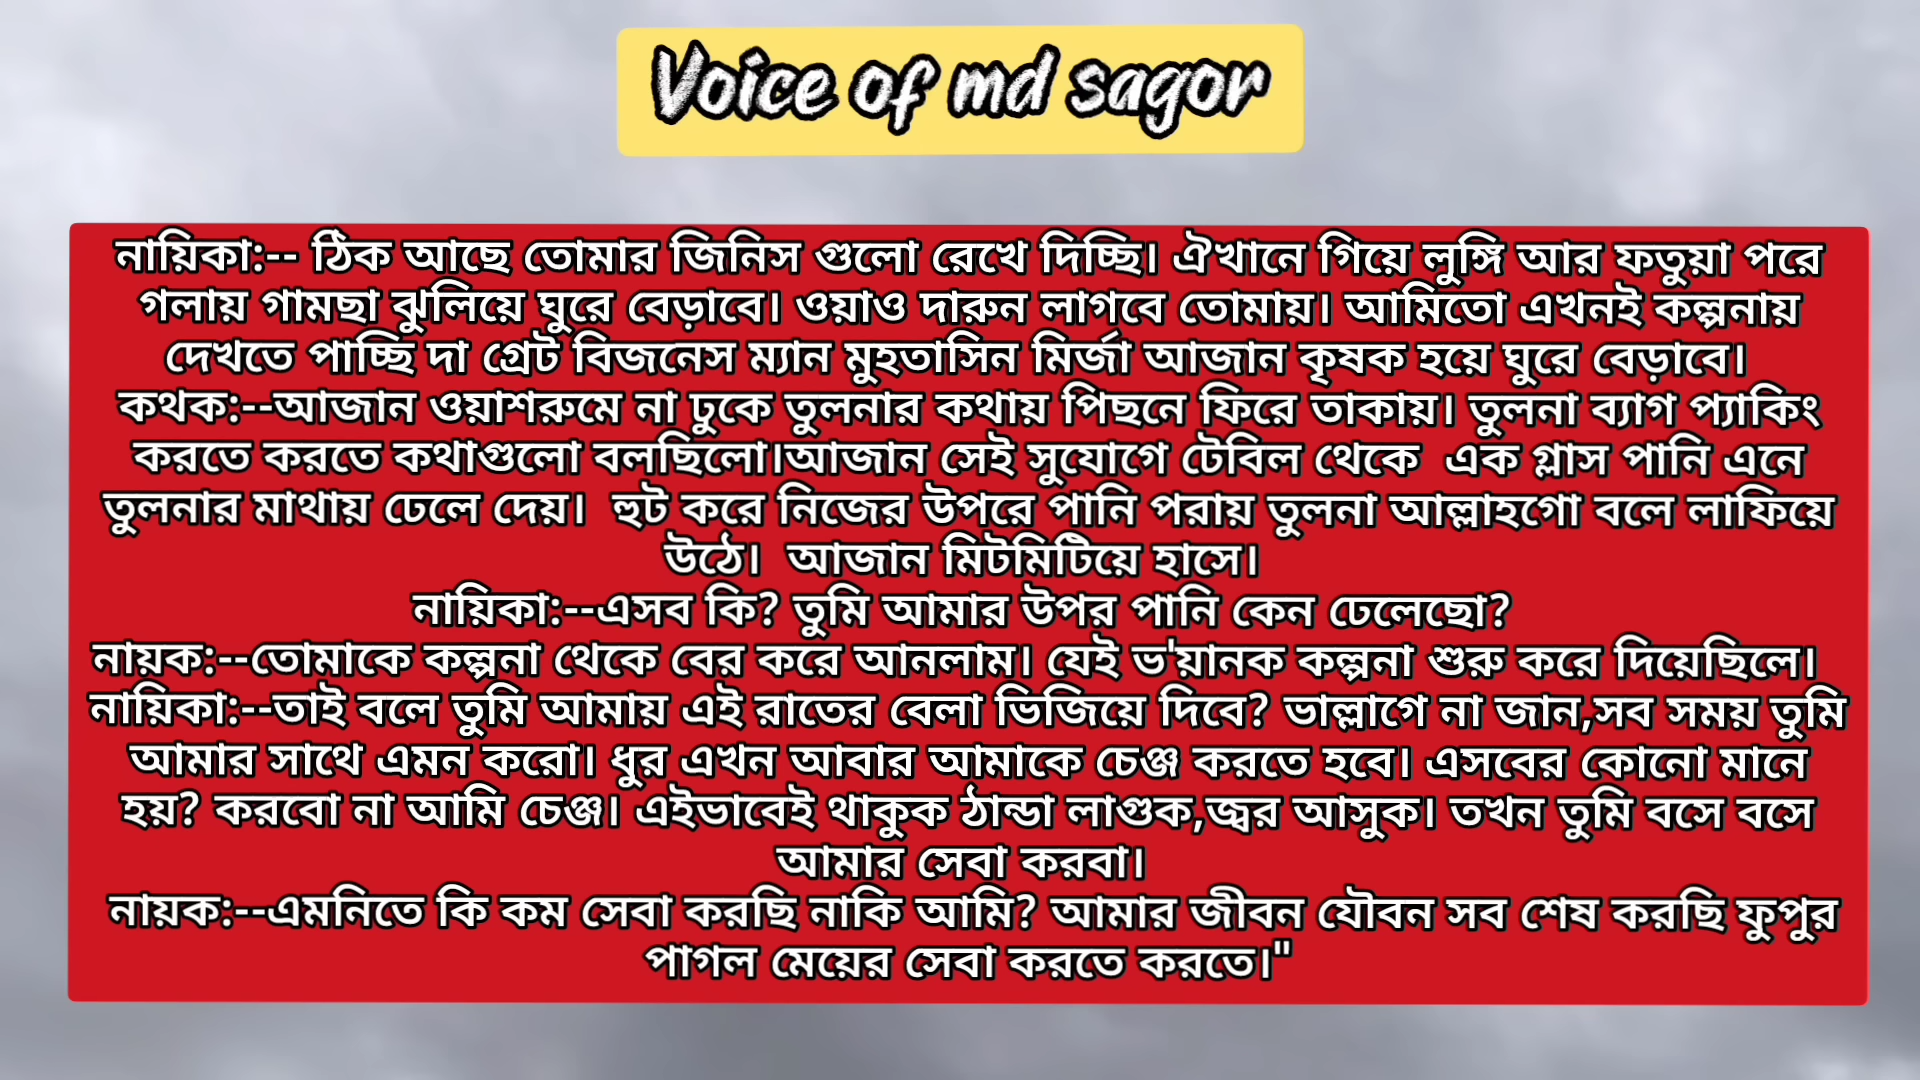 Voice of md sagor
নায়িকা:-- ঠিক আছে তোমার জিনিস গুলো রেখে দিচ্ছি। ঐখানে গিয়ে লুঙ্গি আর ফতুয়া পরে
গলায় গামছা ঝুলিয়ে ঘুরে বেড়াবে। ওয়াও দারুন লাগবে তোমায়। আমিতো এখনই কল্পনায়
দেখতে পাচ্ছি দা গ্রেট বিজনেস ম্যান মুহতাসিন মির্জা আজান কৃষক হয়ে ঘুরে বেড়াবে।
কথক:--আজান ওয়াশরুমে না ঢুকে তুলনার কথায় পিছনে ফিরে তাকায়। তুলনা ব্যাগ প্যাকিং
করতে করতে কথাগুলো বলছিলো।আজান সেই সুযোগে টেবিল থেকে  এক গ্লাস পানি এনে
তুলনার মাথায় ঢেলে দেয়।  হুট করে নিজের উপরে পানি পরায় তুলনা আল্লাহগো বলে লাফিয়ে
উঠে।  আজান মিটমিটিয়ে হাসে।
নায়িকা:--এসব কি? তুমি আমার উপর পানি কেন ঢেলেছো?
নায়ক:--তোমাকে কল্পনা থেকে বের করে আনলাম। যেই ভ'য়ানক কল্পনা শুরু করে দিয়েছিলে।
নায়িকা:--তাই বলে তুমি আমায় এই রাতের বেলা ভিজিয়ে দিবে? ভাল্লাগে না জান,সব সময় তুমি
আমার সাথে এমন করো। ধুর এখন আবার আমাকে চেঞ্জ করতে হবে। এসবের কোনো মানে
হয়? করবো না আমি চেঞ্জ। এইভাবেই থাকুক ঠান্ডা লাগুক,জ্বর আসুক। তখন তুমি বসে বসে
আমার সেবা করবা।
নায়ক:--এমনিতে কি কম সেবা করছি নাকি আমি? আমার জীবন যৌবন সব শেষ করছি ফুপুর
পাগল মেয়ের সেবা করতে করতে।"